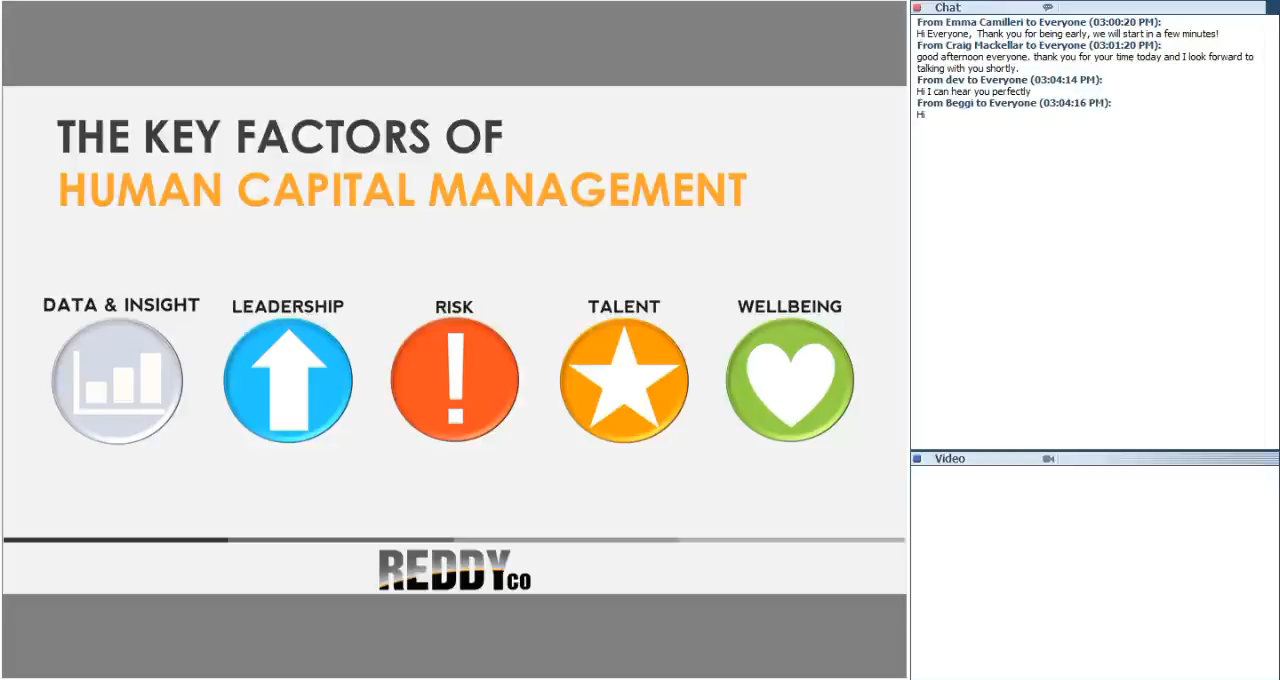 THE KEY FACTORS OF
HUMAN CAPITAL MANAGEMENT
DATA & INSIGHT
LEADERSHIP
RISK
TALENT
WELLBEING
REDDYCO
Chat
From Emma Camilleri to Everyone (03:00:20 PM):
Hi Everyone,  Thank you for being early, we will start in a few minutes!
From Craig Mackellar to Everyone (03:01:20 PM):
good afternoon everyone. thank you for your time today and I look forward to
talking with you shortly.
From dev to Everyone (03:04:14 PM):
Hi I can hear you perfectly
From Beggi to Everyone (03:04:16 PM):
Hi
Video